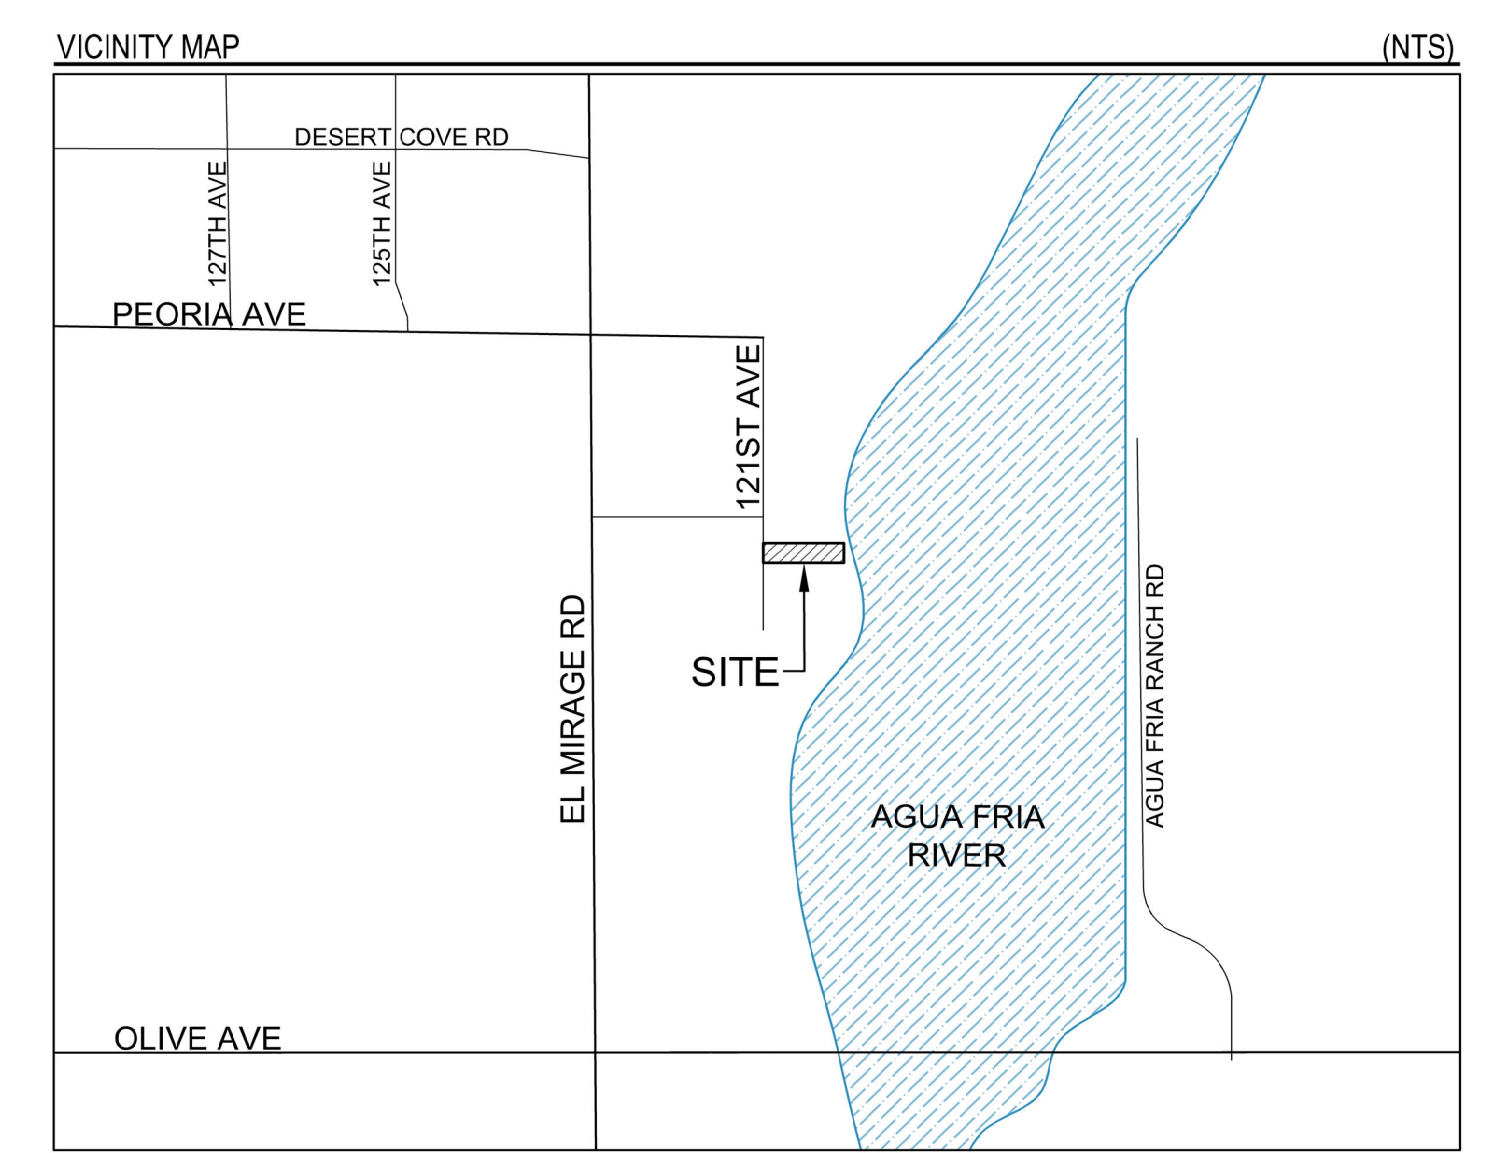 VICINITY MAP
(NTS)
DESERT COVE RD
127TH AVE
125TH AVE
PEORIA AVE
121ST AVE
SITE
EL MIRAGE RD
AGUA FRIA RANCH RD
AGUA FRIA
RIVER
OLIVE AVE